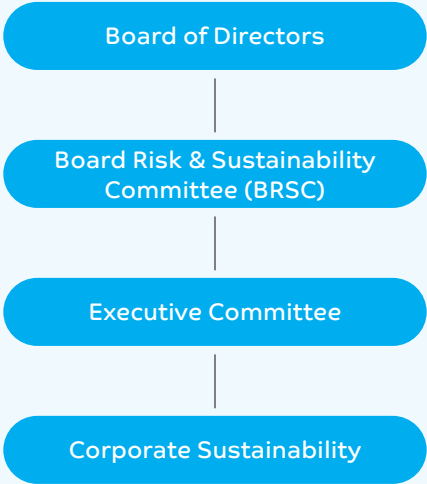 Board of Directors
Board Risk & Sustainability
Committee (BRSC)
Executive Committee
Corporate Sustainability